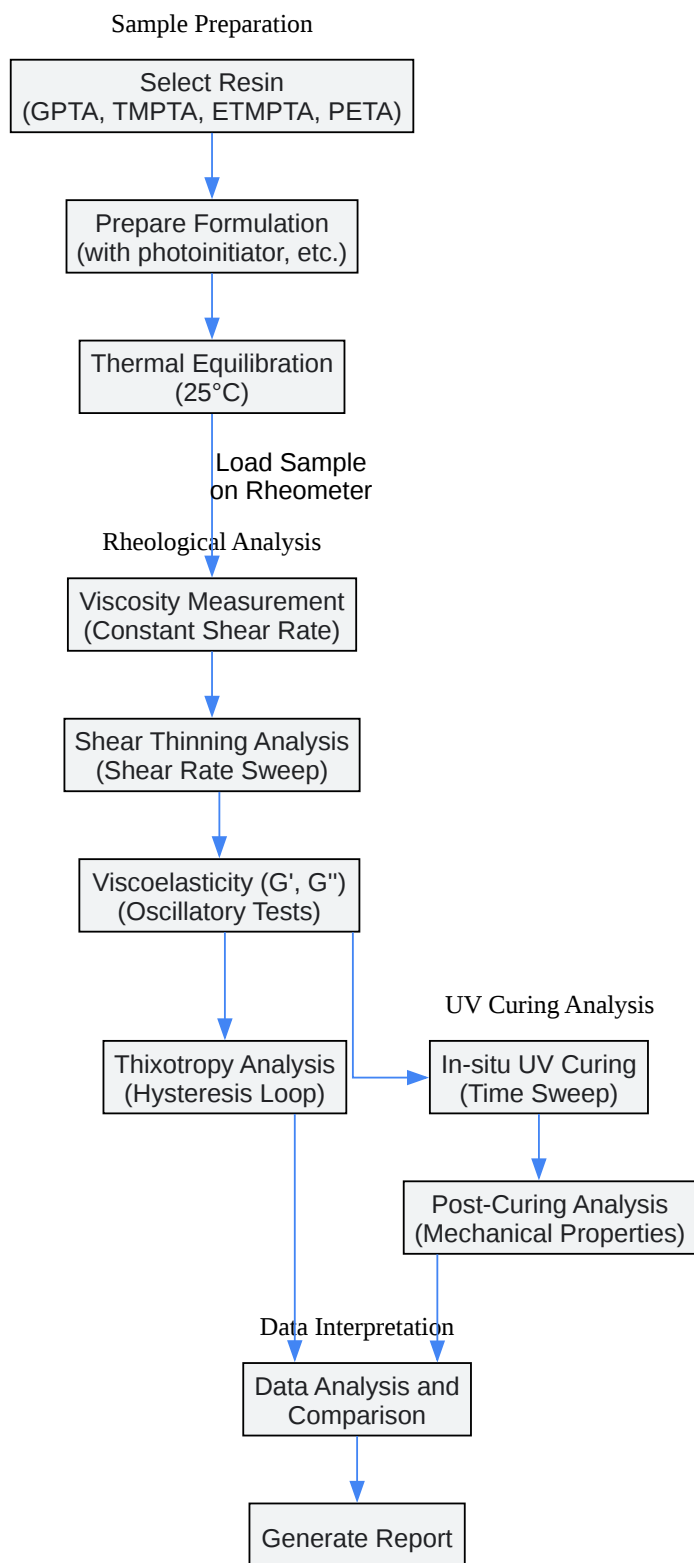 Sample Preparation
Select Resin
(GPTA, TMPTA, ETMPTA, PETA)
Prepare Formulation
(with photoinitiator, etc.)
Thermal Equilibration
(25°C)
Load Sample
on Rheometer
Rheological Analysis
Viscosity Measurement
(Constant Shear Rate)
Shear Thinning Analysis
(Shear Rate Sweep)
Viscoelasticity (G', G'')
(Oscillatory Tests)
UV Curing Analysis
Thixotropy Analysis
(Hysteresis Loop)
In-situ UV Curing
(Time Sweep)
Post-Curing Analysis
(Mechanical Properties)
Data Interpretation
Data Analysis and
Comparison
Generate Report